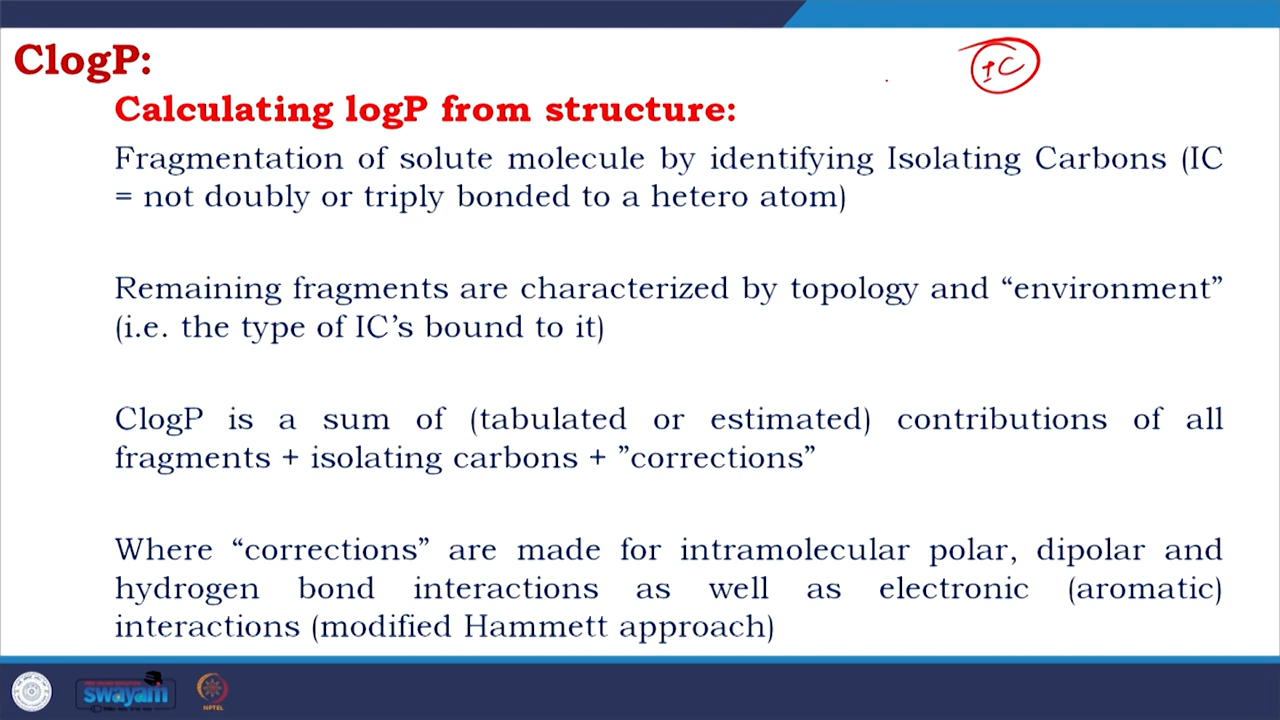 ClogP:
IC
Calculating logP from structure:
Fragmentation of solute molecule by identifying Isolating Carbons (IC
= not doubly or triply bonded to a hetero atom)
Remaining fragments are characterized by topology and “environment”
(i.e. the type of IC’s bound to it)
ClogP is a sum of (tabulated or estimated) contributions of all
fragments + isolating carbons + ”corrections”
Where “corrections” are made for intramolecular polar, dipolar and
hydrogen bond interactions as well as electronic (aromatic)
interactions (modified Hammett approach)
swayam
NPTEL